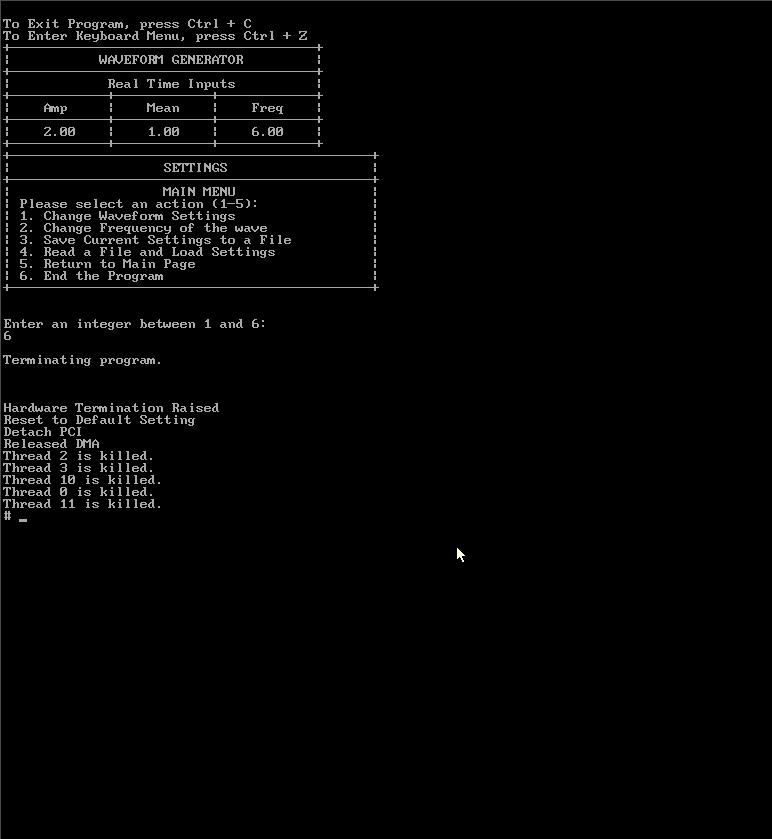 To Exit Program, press Ctrl + C
To Enter Keyboard Menu, press Ctrl + Z
WAVEFORM GENERATOR
Real Time Inputs
Amp Mean Freq
2.00 1.00 6.00
SETTINGS
MAIN MENU
Please select an action (1-5):
1. Change Waveform Settings
2. Change Frequency of the wave
3. Save Current Settings to a File
4. Read a File and Load Settings
5. Return to Main Page
6. End the Program
Enter an integer between 1 and 6:
6
Terminating program.
Hardware Termination Raised
Reset to Default Setting
Detach PCI
Released DMA
Thread 2 is killed.
Thread 3 is killed.
Thread 10 is killed.
Thread 0 is killed.
Thread 11 is killed.
# _